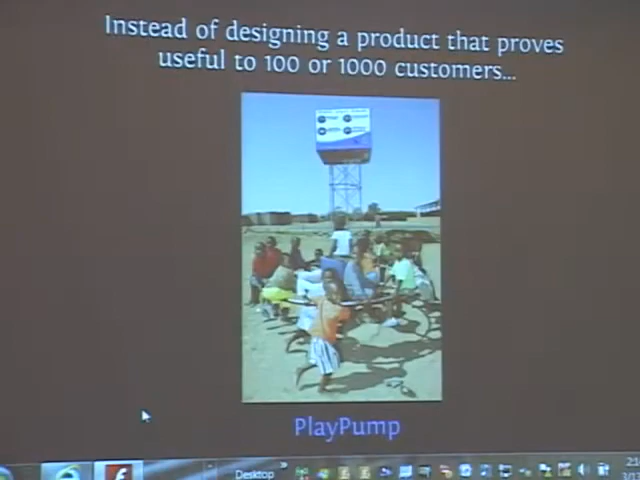 Instead of designing a product that proves
useful to 100 or 1000 customers...
PlayPump
Desktop